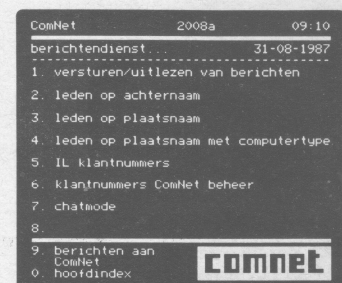 ComNet 2008a 09:10
berichtendienst... 31-08-1987
1. versturen/uitlezen van berichten
2. leden op achternaam
3. leden op plaatsnaam
4. leden op plaatsnaam met computertype
5. IL klantnummers
6. klantnummers ComNet beheer
7. chatmode
8.
9. berichten aan
ComNet
0. hoofdindex
comnet